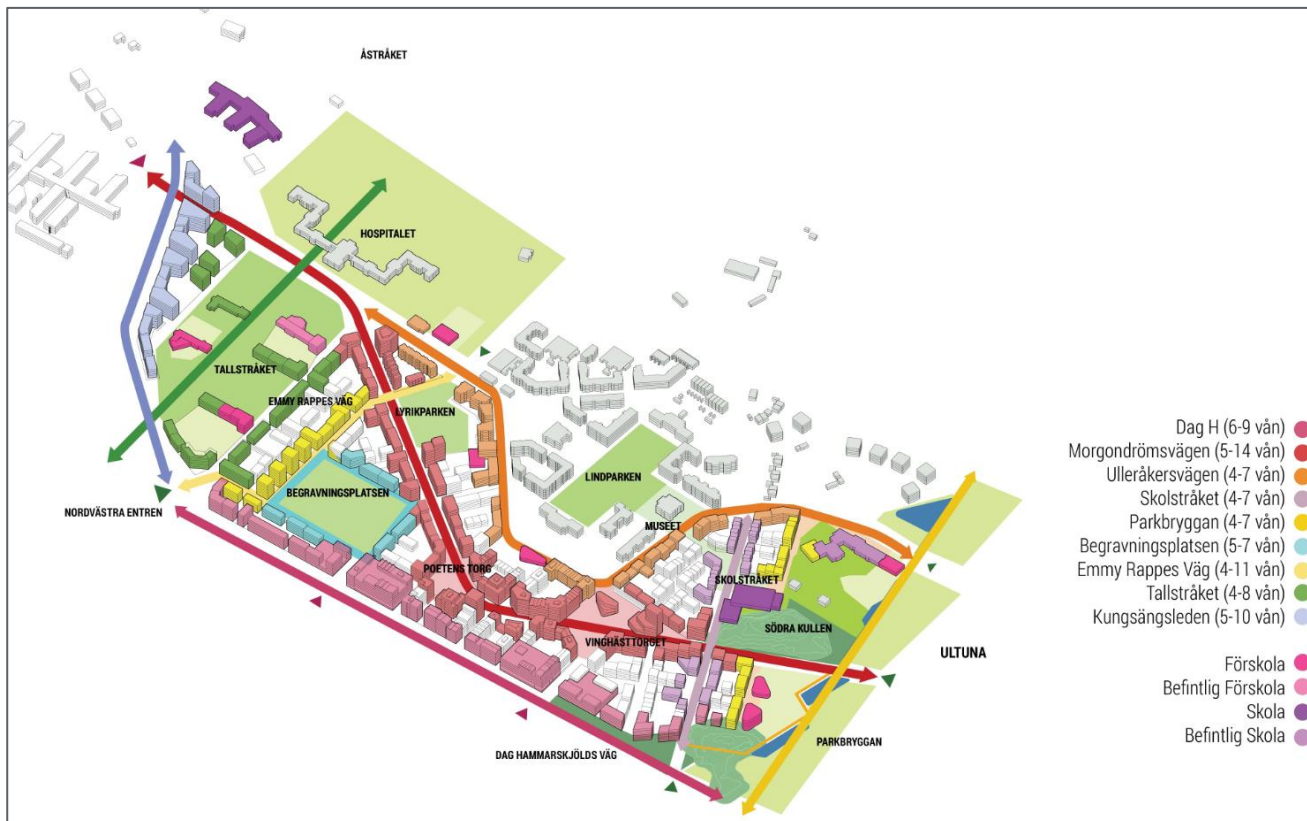 ÅSTRÅKET
HOSPITALET
TALLSTRÅKET
EMMY RAPPES VÄG
LYRIKPARKEN
LINDPARKEN
BEGRAVNINGSPLATSEN
NORDVÄSTRA ENTREN
MUSEET
POETENS TORG
SKOLSTRÅKET
SÖDRA KULLEN
VINGHÄSTTORGET
ULTUNA
PARKBRYGGAN
DAG HAMMARSKJÖLDS VÄG
Dag H (6-9 vån)
Morgondrömsvägen (5-14 vån)
Ulleråkersvägen (4-7 vån)
Skolstråket (4-7 vån)
Parkbryggan (4-7 vån)
Begravningsplatsen (5-7 vån)
Emmy Rappes Väg (4-11 vån)
Tallstråket (4-8 vån)
Kungsängsleden (5-10 vån)
Förskola
Befintlig Förskola
Skola
Befintlig Skola